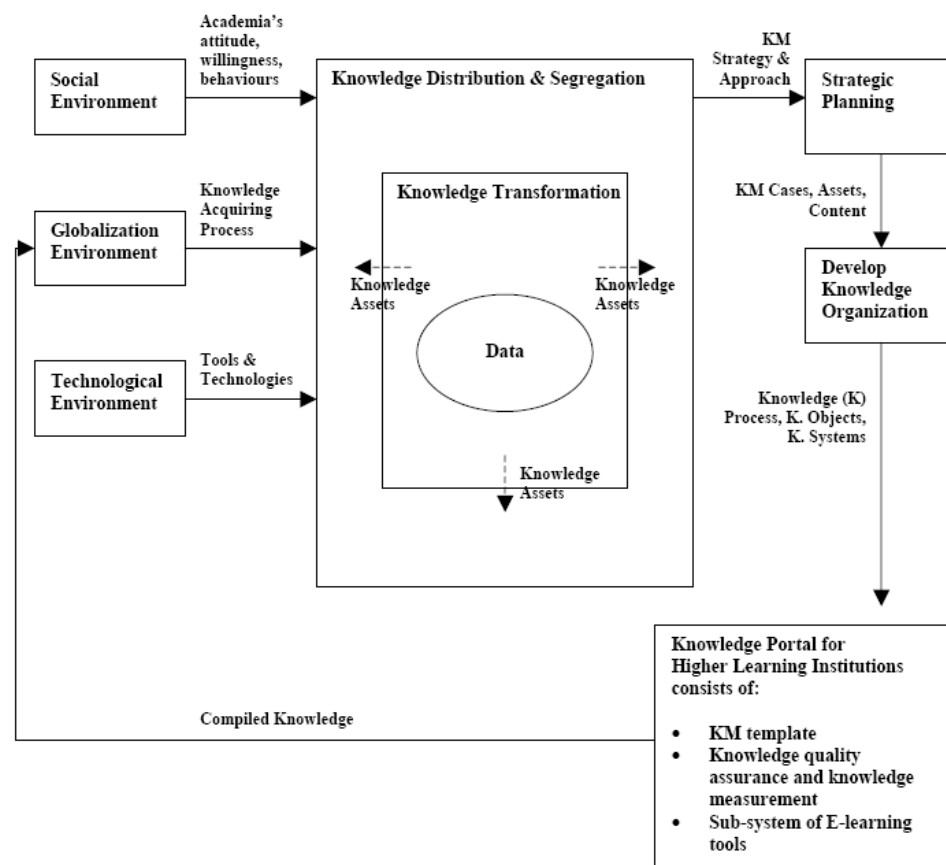 Academia’s
attitude,
willingness,
behaviours
Social
Environment
Knowledge Distribution & Segregation
KM
Strategy &
Approach
Strategic
Planning
Knowledge Transformation
Knowledge
Acquiring
Process
Globalization
Environment
KM Cases, Assets,
Content
Develop
Knowledge
Organization
Knowledge
Assets
Knowledge
Assets
Data
Tools &
Technologies
Technological
Environment
Knowledge (K)
Process, K. Objects,
K. Systems
Knowledge
Assets
Knowledge Portal for
Higher Learning Institutions
consists of:
• KM template
• Knowledge quality
assurance and knowledge
measurement
• Sub-system of E-learning
tools
Compiled Knowledge